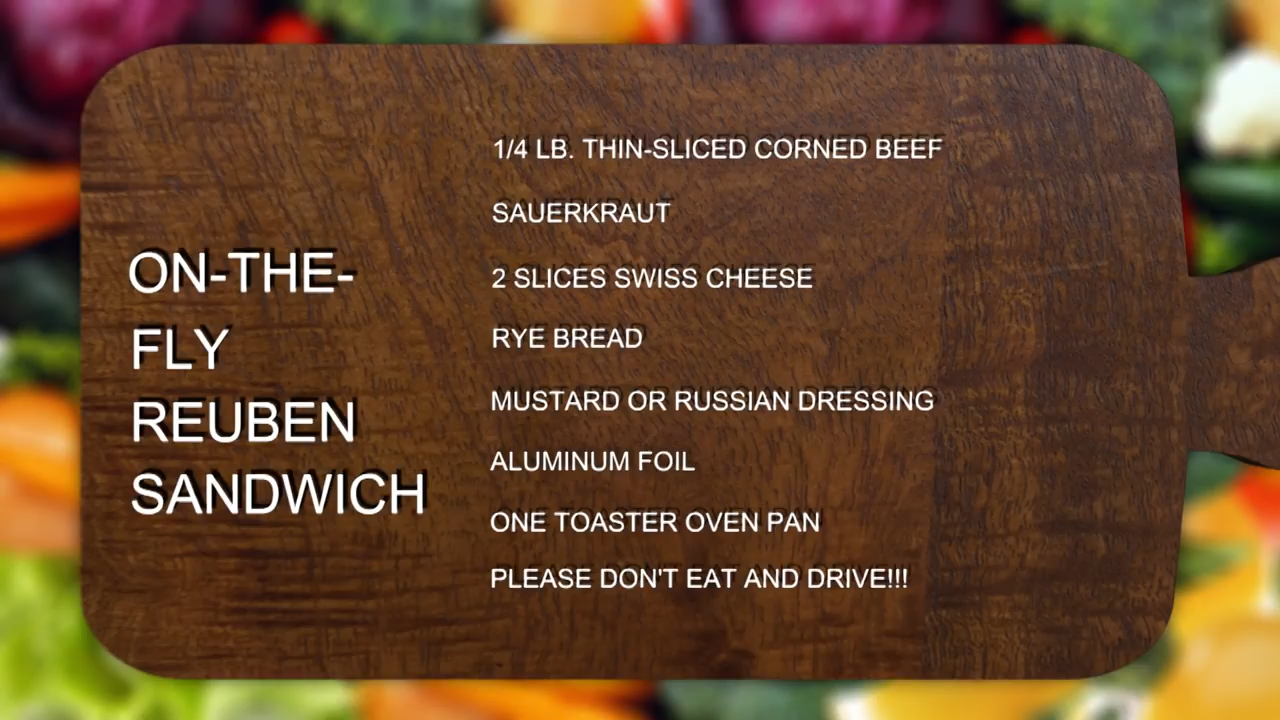 ON-THE-
FLY
REUBEN
SANDWICH
1/4 LB. THIN-SLICED CORNED BEEF
SAUERKRAUT
2 SLICES SWISS CHEESE
RYE BREAD
MUSTARD OR RUSSIAN DRESSING
ALUMINUM FOIL
ONE TOASTER OVEN PAN
PLEASE DON'T EAT AND DRIVE!!!